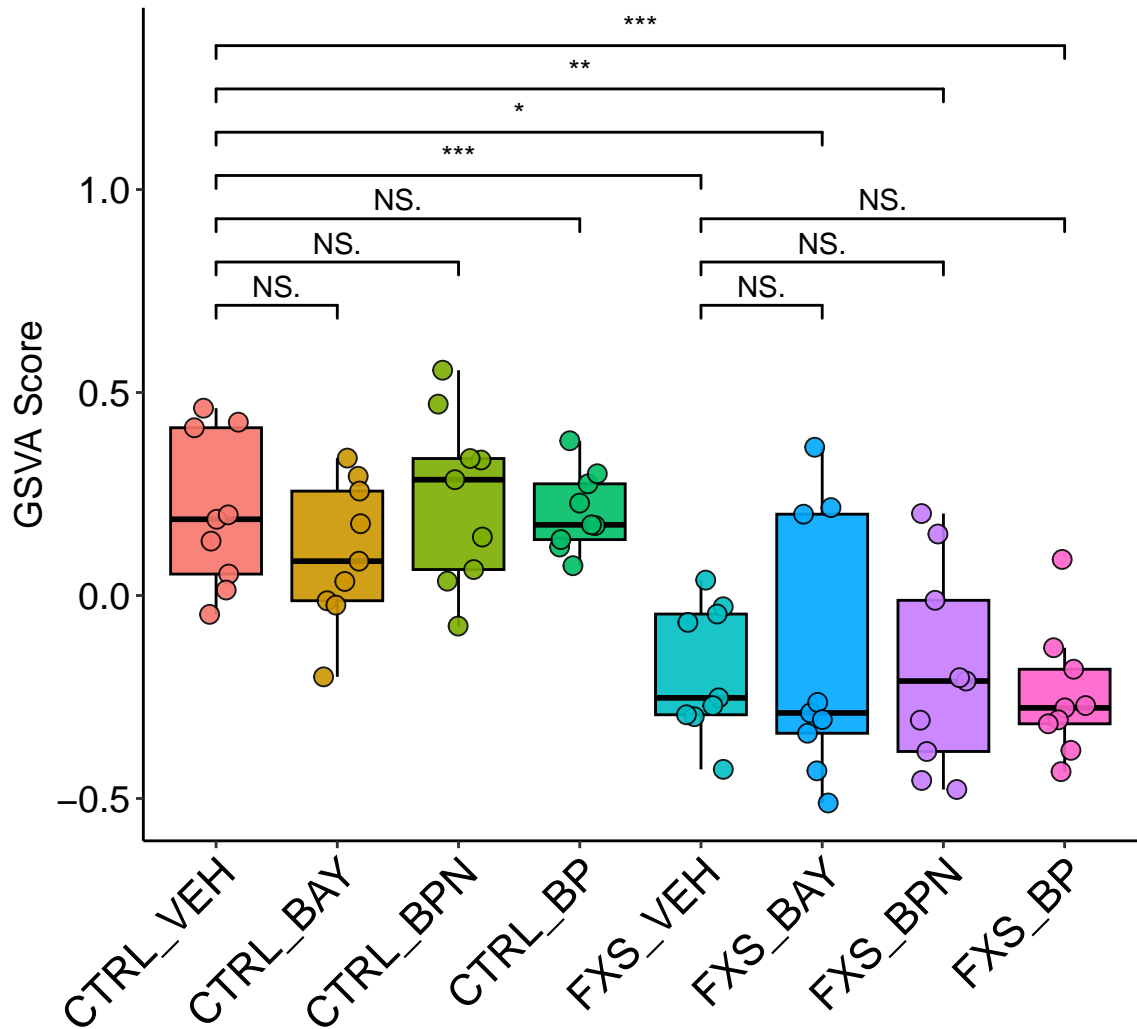 ***
**
*
***
NS.
NS.
NS.
NS.
NS.
NS.
GSVA Score
1.0
0.5
0.0
−0.5
CTRL_VEH
CTRL_BAY
CTRL_BPN
CTRL_BP
FXS_VEH
FXS_BAY
FXS_BPN
FXS_BP